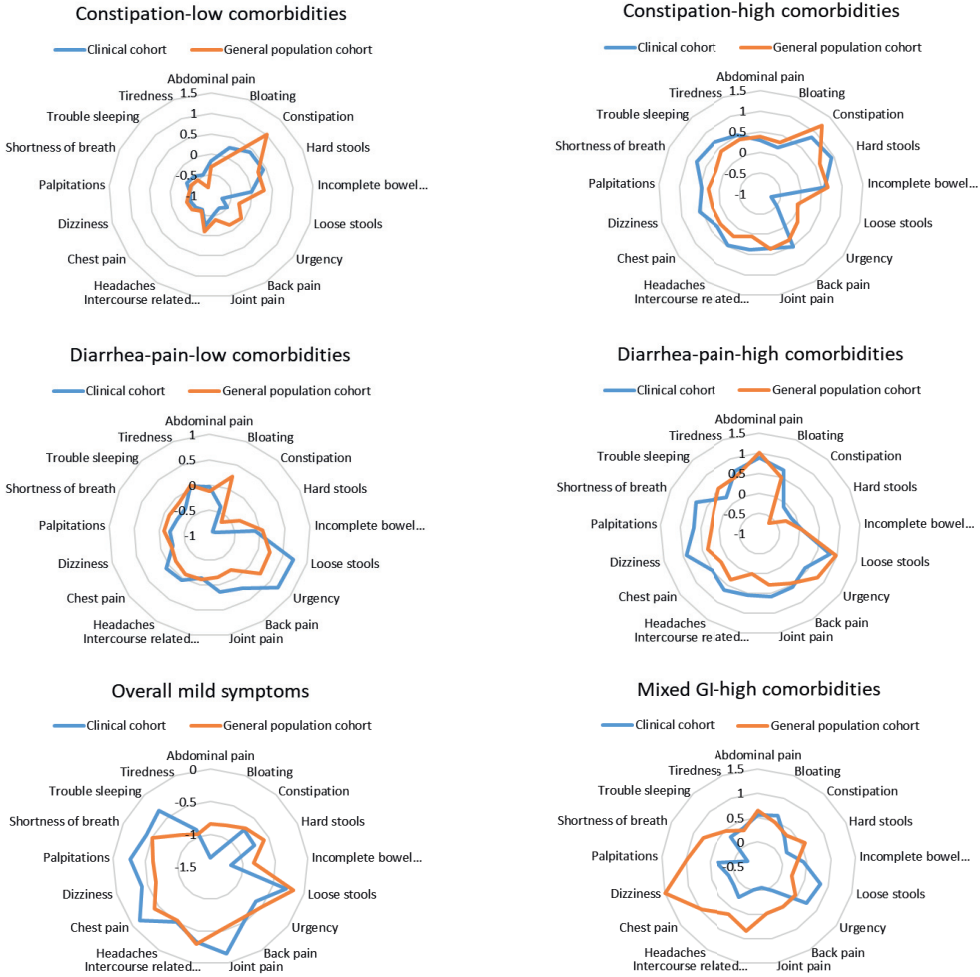 Constipation-low comorbidities
Clinical cohort General population cohort
Abdominal pain
Tiredness Bloating
1.5
Trouble sleeping Constipation
1
0.5
Shortness of breath Hard stools
0
-0.5
Palpitations -1 Incomplete bowel...
Dizziness Loose stools
Chest pain Urgency
Headaches Back pain
Intercourse related... Joint pain
Constipation-high comorbidities
Clinical cohort General population cohort
Abdominal pain
Tiredness 1.5 Bloating
Trouble sleeping 1 Constipation
0.5
Shortness of breath 0 Hard stools
-0.5
Palpitations -1 Incomplete bowel...
Dizziness Loose stools
Chest pain Urgency
Headaches Back pain
Intercourse re ated... Joint pain
Diarrhea-pain-low comorbidities
Clinical cohort General population cohort
Abdominal pain
Tiredness 1 Bloating
Trouble sleeping 0.5 Constipation
Shortness of breath 0 Hard stools
-0.5
Palpitations -1 Incomplete bowel...
Dizziness Loose stools
Chest pain Urgency
Headaches Back pain
Intercourse related... Joint pain
Diarrhea-pain-high comorbidities
Clinical cohort General population cohort
Abdominal pain
Tiredness 1.5 Bloating
Trouble sleeping 1 Constipation
0.5
Shortness of breath 0 Hard stools
-0.5
Palpitations -1 Incomplete bowel...
Dizziness Loose stools
Chest pain Urgency
Headaches Back pain
Intercourse re ated... Joint pain
Overall mild symptoms
Clinical cohort General population cohort
Abdominal pain
Tiredness 0 Bloating
Trouble sleeping -0.5 Constipation
Shortness of breath -1 Hard stools
Palpitations -1.5 Incomplete bowel...
Dizziness Loose stools
Chest pain Urgency
Headaches Back pain
Intercourse related... Joint pain
Mixed GI-high comorbidities
Clinical cohort General population cohort
Abdominal pain
Tiredness 1.5 Bloating
Trouble sleeping 1 Constipation
Shortness of breath 0.5 Hard stools
0
Palpitations -0.5 Incomplete bowel...
Dizziness Loose stools
Chest pain Urgency
Headaches Back pain
Intercourse related... Joint pain